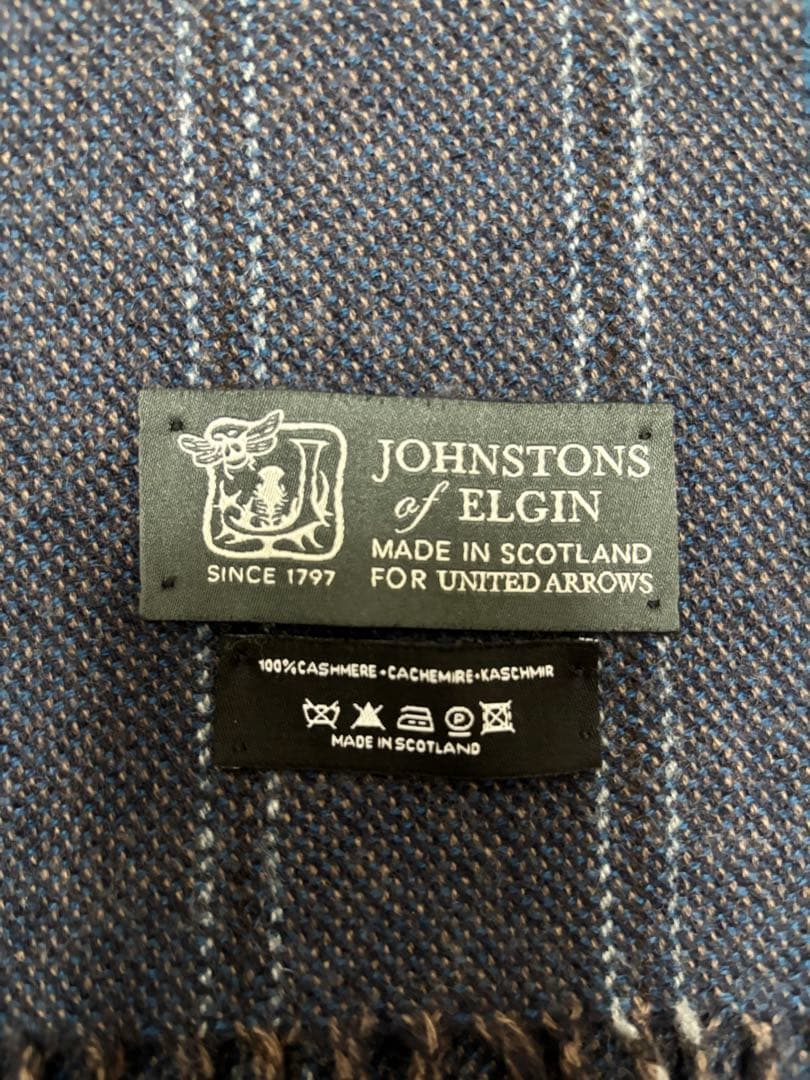 JOHNSTONS
of ELGIN
MADE IN SCOTLAND
FOR UNITED ARROWS
SINCE 1797
100%CASHMERE•CACHEMIRE•KASCHMIR
P
MADE IN SCOTLAND